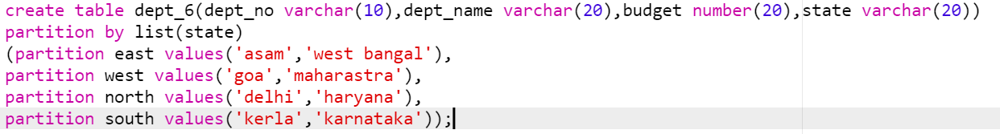 create table dept_6(dept_no varchar(10),dept_name varchar(20),budget number(20),state varchar(20))
partition by list(state)
(partition east values('asam','west bangal'),
partition west values('goa','maharastra'),
partition north values('delhi','haryana'),
partition south values('kerla','karnataka'));